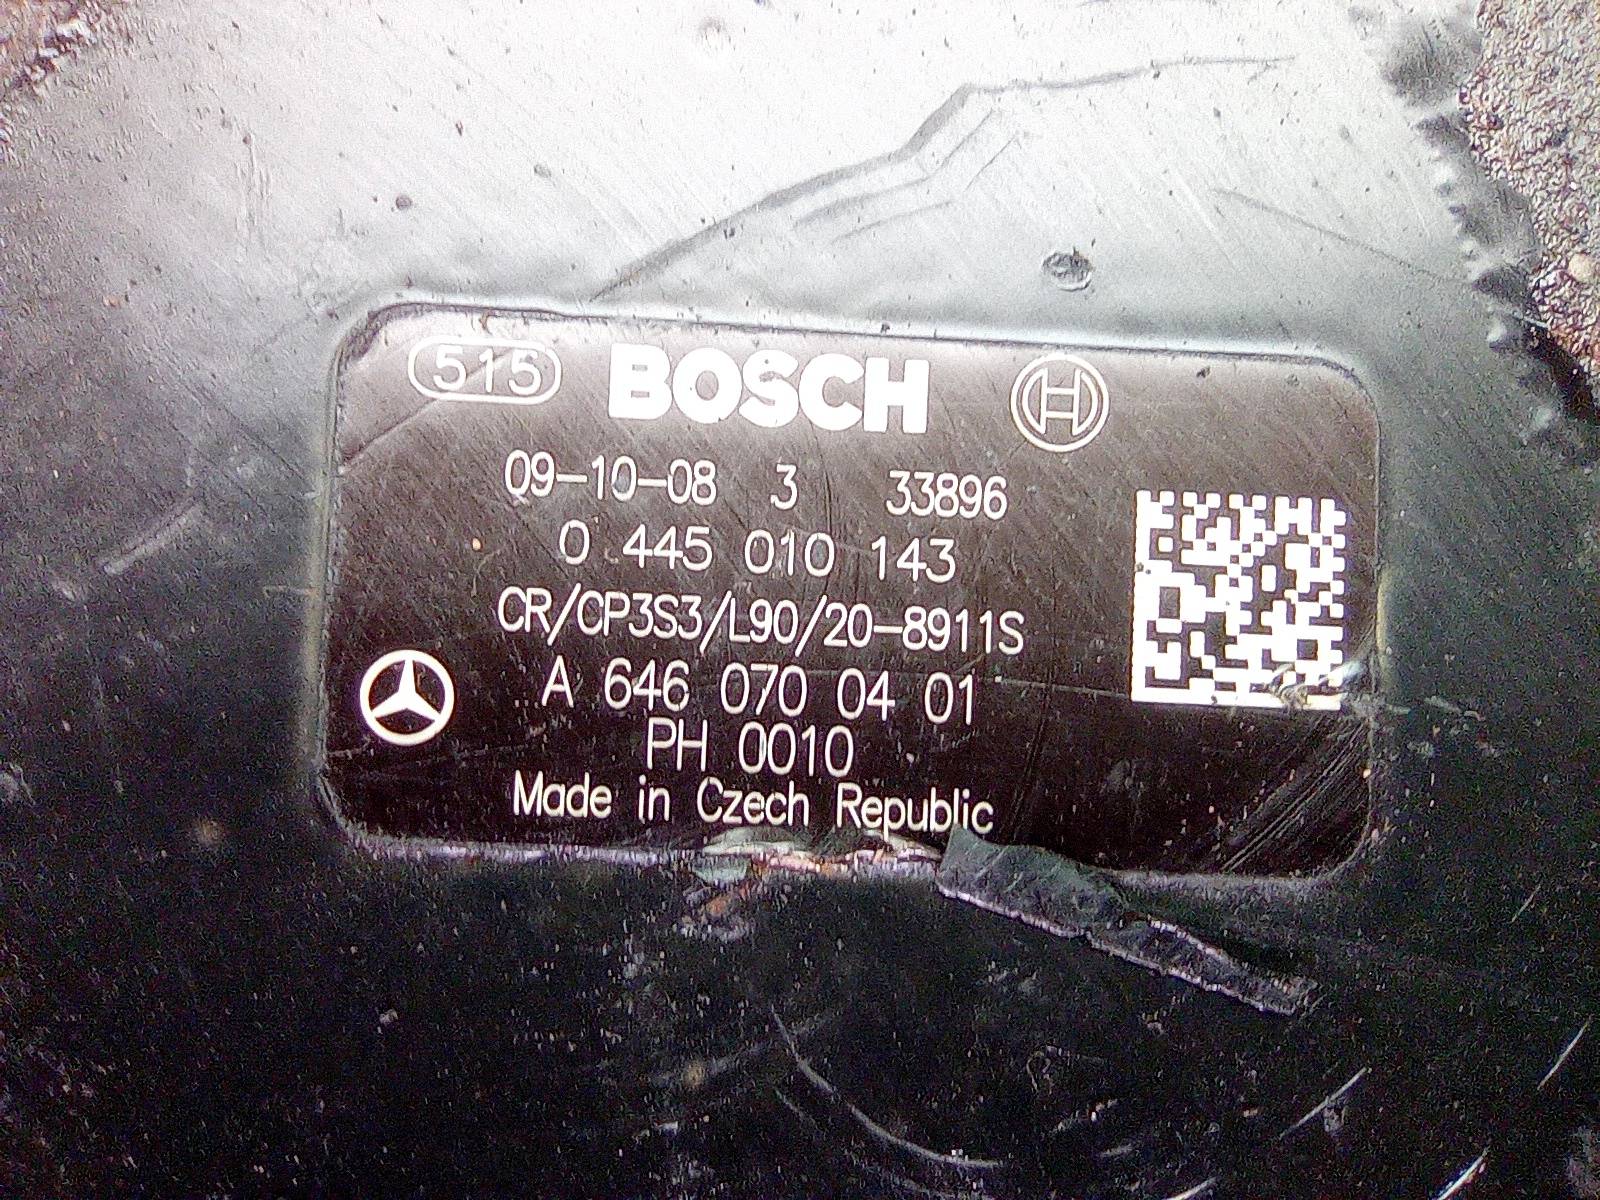 515 BOSCH
09-10-08 3 33896
0 445 010 143
CR/CP3S3/L90/20-8911S
A 646 070 04 01
PH 0010
Made in Czech Republic